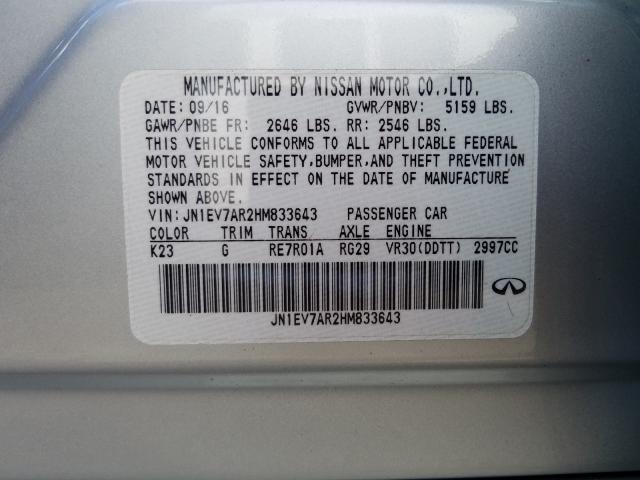 MANUFACTURED BY NISSAN MOTOR CO.,LTD.
DATE: 09/16 GVWR/PNBV: 5159 LBS.
GAWR/PNBE FR: 2646 LBS. RR: 2546 LBS.
THIS VEHICLE CONFORMS TO ALL APPLICABLE FEDERAL
MOTOR VEHICLE SAFETY,BUMPER,AND THEFT PREVENTION
STANDARDS IN EFFECT ON THE DATE OF MANUFACTURE
SHOWN ABOVE.
VIN:JN1EV7AR2HM833643 PASSENGER CAR
COLOR TRIM TRANS AXLE ENGINE
K23 G RE7R01A RG29 VR30(DDTT) 2997CC
JN1EV7AR2HM833643